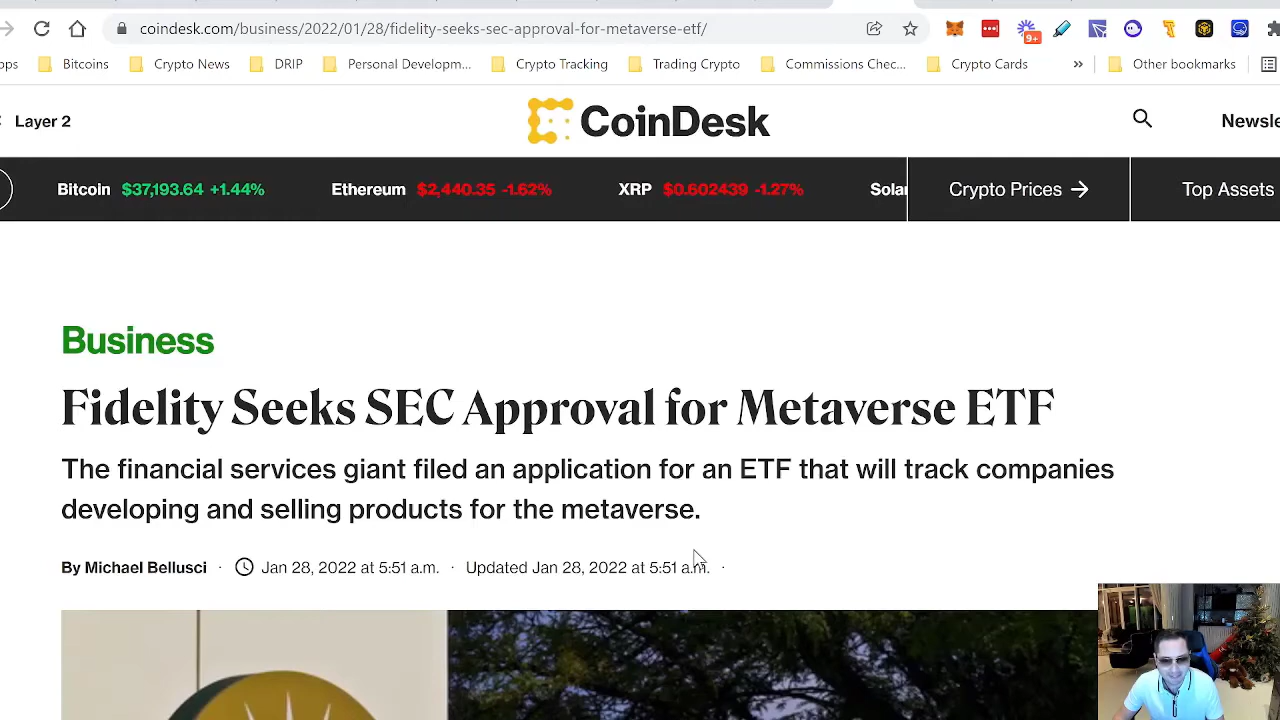 coindesk.com/business/2022/01/28/fidelity-seeks-sec-approval-for-metaverse-etf/
9+
Bitcoins Crypto News DRIP Personal Developm... Crypto Tracking Trading Crypto Commissions Chec... Crypto Cards » Other bookmarks
Layer 2 CoinDesk Newsle
Bitcoin $37,193.64 +1.44% Ethereum $2,440.35 -1.62% XRP $0.602439 -1.27% Solar Crypto Prices → Top Assets
Business
Fidelity Seeks SEC Approval for Metaverse ETF
The financial services giant filed an application for an ETF that will track companies
developing and selling products for the metaverse.
By Michael Bellusci · Jan 28, 2022 at 5:51 a.m. · Updated Jan 28, 2022 at 5:51 a.m. ·